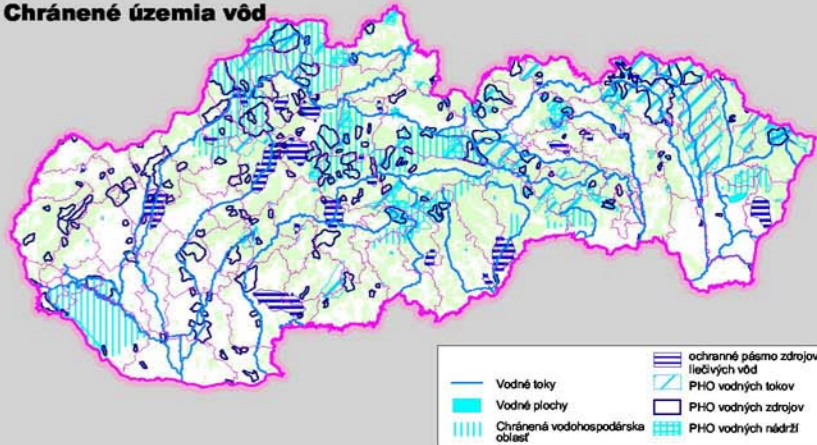 Chránené územia vôd
Vodné toky
Vodné plochy
Chránená vodohospodárska
oblasť
ochranné pásmo zdrojov
liečivých vôd
PHO vodných tokov
PHO vodných zdrojov
PHO vodných nádrží